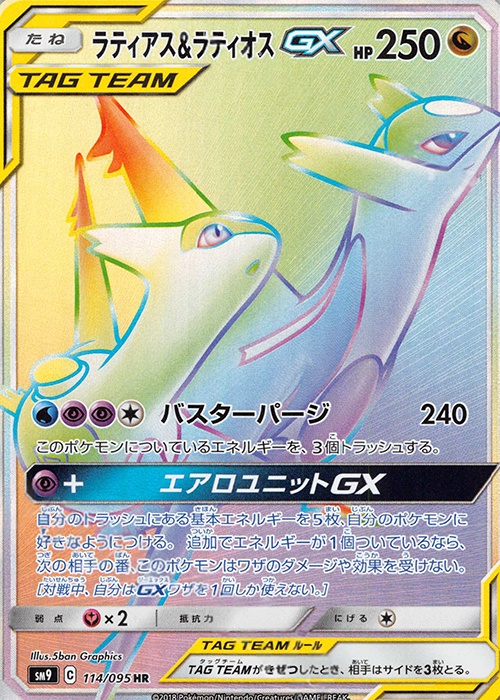 たね ラティアス&ラティオスGX HP250
TAG TEAM
バスターパージ 240
このポケモンについているエネルギーを、3個トラッシュする。
+ エアロユニットGX
自分のトラッシュにある基本エネルギーを5枚、自分のポケモンに
好きなようにつける。追加でエネルギーが1個ついているなら、
次の相手の番、このポケモンはワザのダメージや効果を受けない。
[対戦中、自分はGXワザを1回しか使えない。]
弱点 ×2 抵抗力 にげる
Illus.5ban Graphics
TAG TEAM ルール
SM9 C 114/095 HR
TAG TEAMがきぜつしたとき、相手はサイドを3枚とる。
©2018 Pokémon/Nintendo/Creatures/GAME FREAK